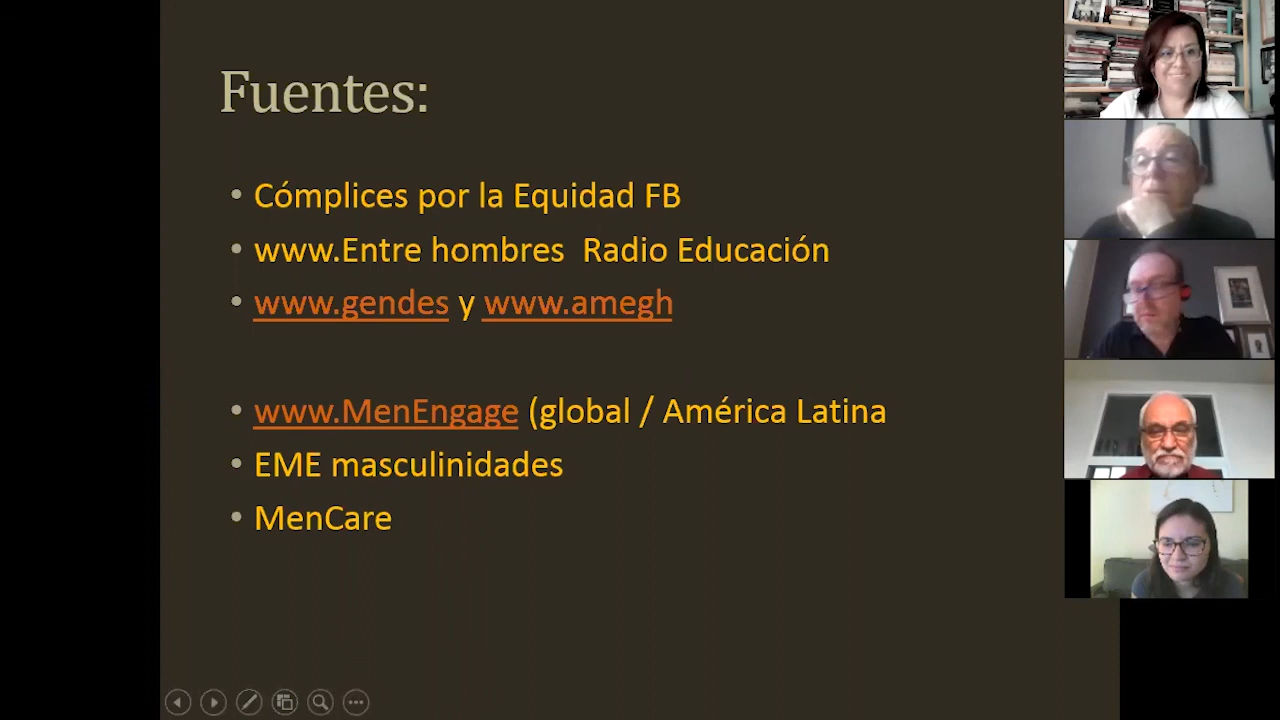 Fuentes:
• Cómplices por la Equidad FB
• www.Entre hombres  Radio Educación
• www.gendes y www.amegh
• www.MenEngage (global / América Latina
• EME masculinidades
• MenCare